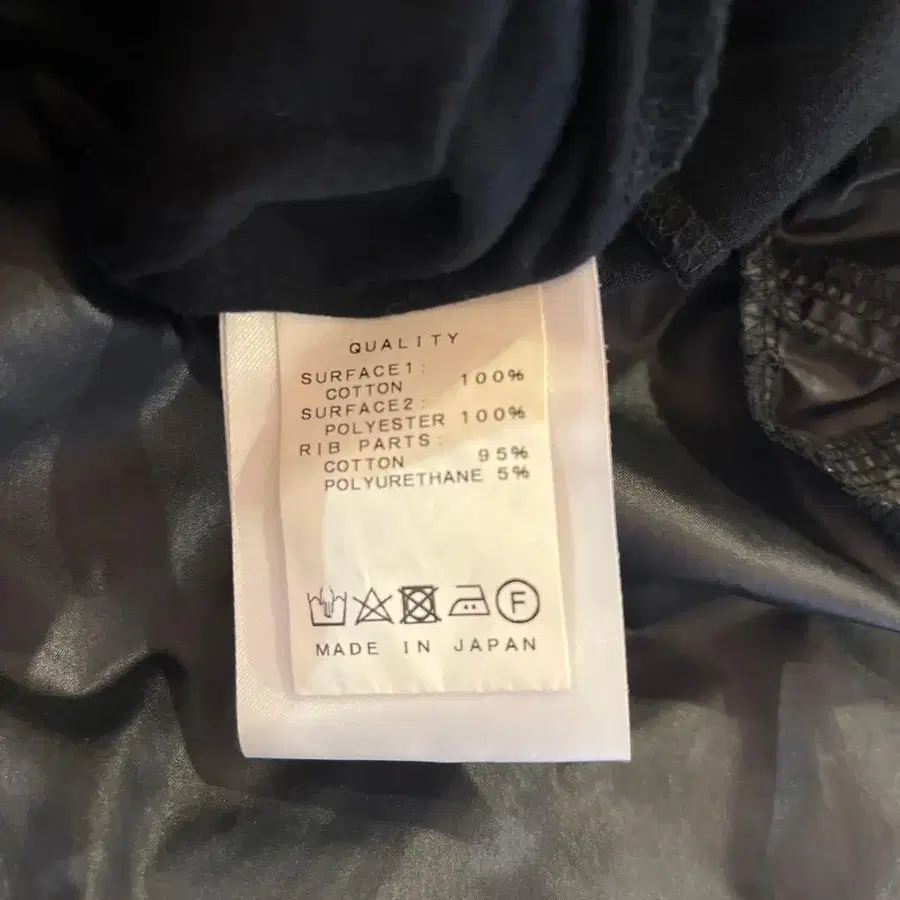 QUALITY
SURFACE1:
COTTON 100%
SURFACE2:
POLYESTER 100%
RIB PARTS:
COTTON 95%
POLYURETHANE 5%
F
MADE IN JAPAN